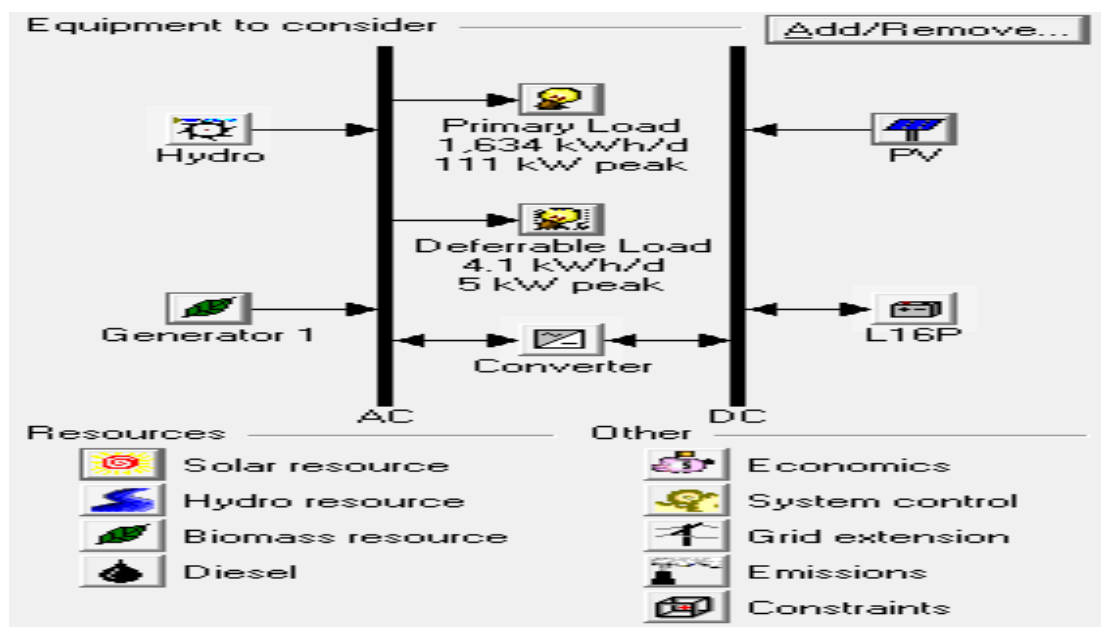 Equipment to consider
Add/Remove...
Hydro
Primary Load
1,634 kWh/d
111 kW peak
PV
Deferrable Load
4.1 kWh/d
5 kW peak
Generator 1
Converter
L16P
AC
DC
Resources
Other
Solar resource
Economics
Hydro resource
System control
Biomass resource
Grid extension
Diesel
Emissions
Constraints